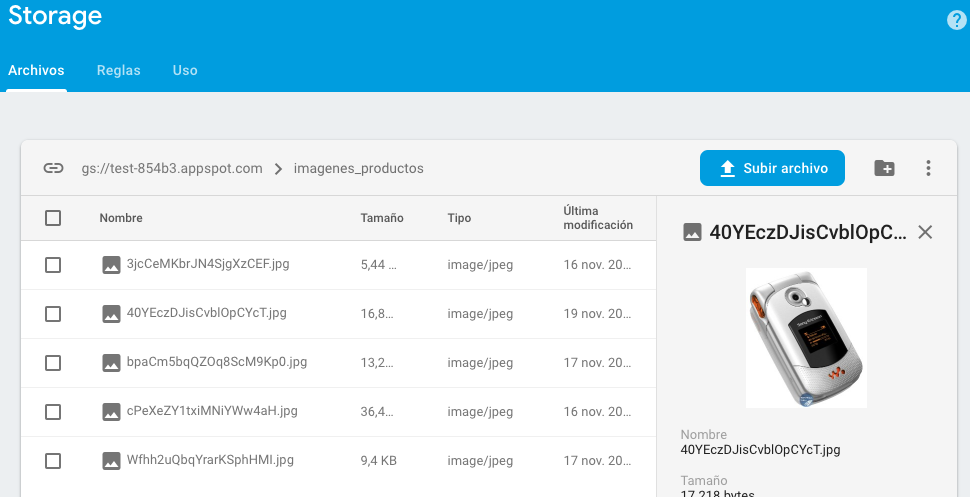 Storage
?
Archivos Reglas Uso
gs://test-854b3.appspot.com > imagenes_productos Subir archivo
Nombre Tamaño Tipo Última modificación
3jcCeMKbrJN4SjgXzCEF.jpg 5,44 ... image/jpeg 16 nov. 20...
40YEczDJisCvblOpCYcT.jpg 16,8... image/jpeg 19 nov. 20...
bpaCm5bqQZOq8ScM9Kp0.jpg 13,2... image/jpeg 17 nov. 20...
cPeXeZY1txiMNiYWw4aH.jpg 36,4... image/jpeg 16 nov. 20...
Wfhh2uQbqYrarKSphHMI.jpg 9,4 KB image/jpeg 17 nov. 20...
40YEczDJisCvblOpC...
Sony Ericsson
Nombre
40YEczDJisCvblOpCYcT.jpg
Tamaño
17.218 bytes